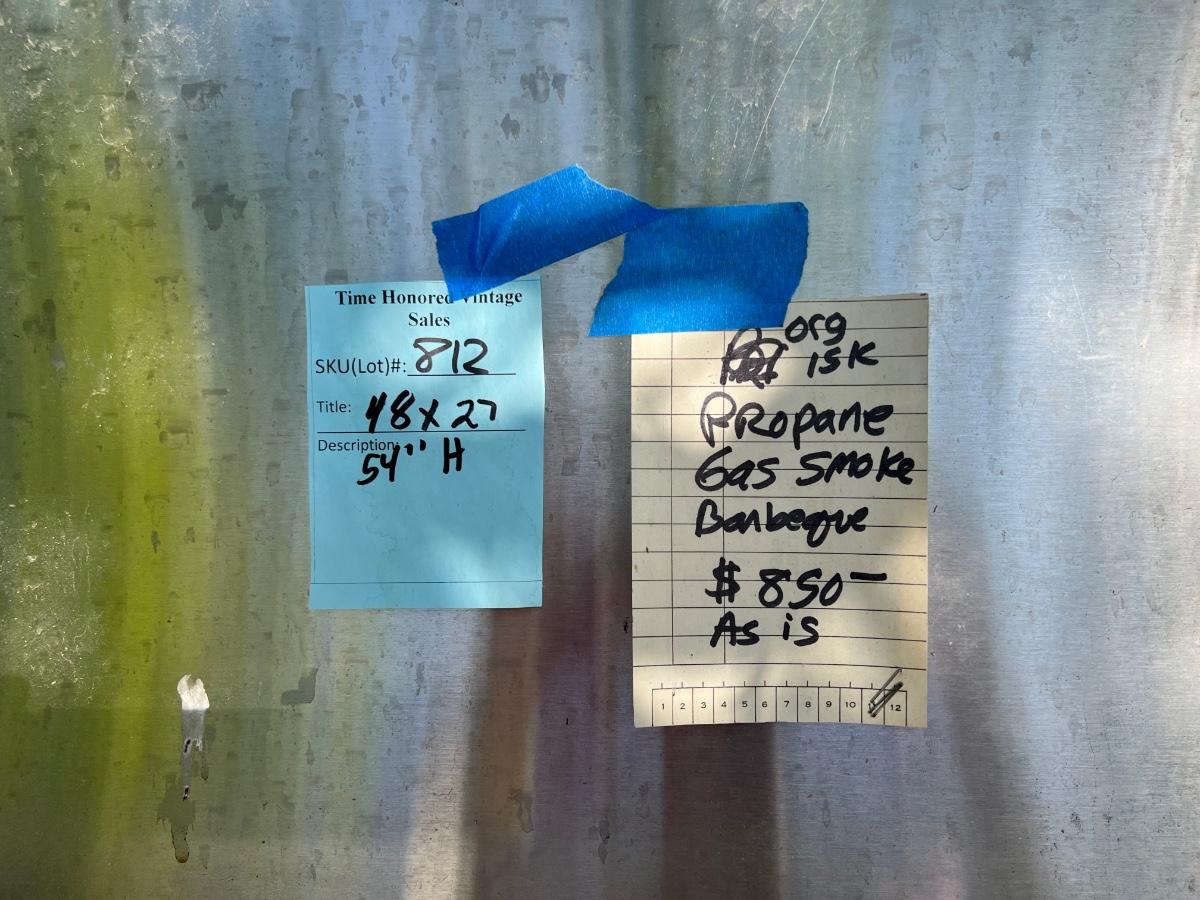 Time Honored Vintage
Sales
SKU(Lot)#: 812
Title: 48 x 27
Description:
54" H
org
15K
PROpane
Gas Smoke
Barbeque
$ 850-
As is
1 2 3 4 5 6 7 8 9 10 12